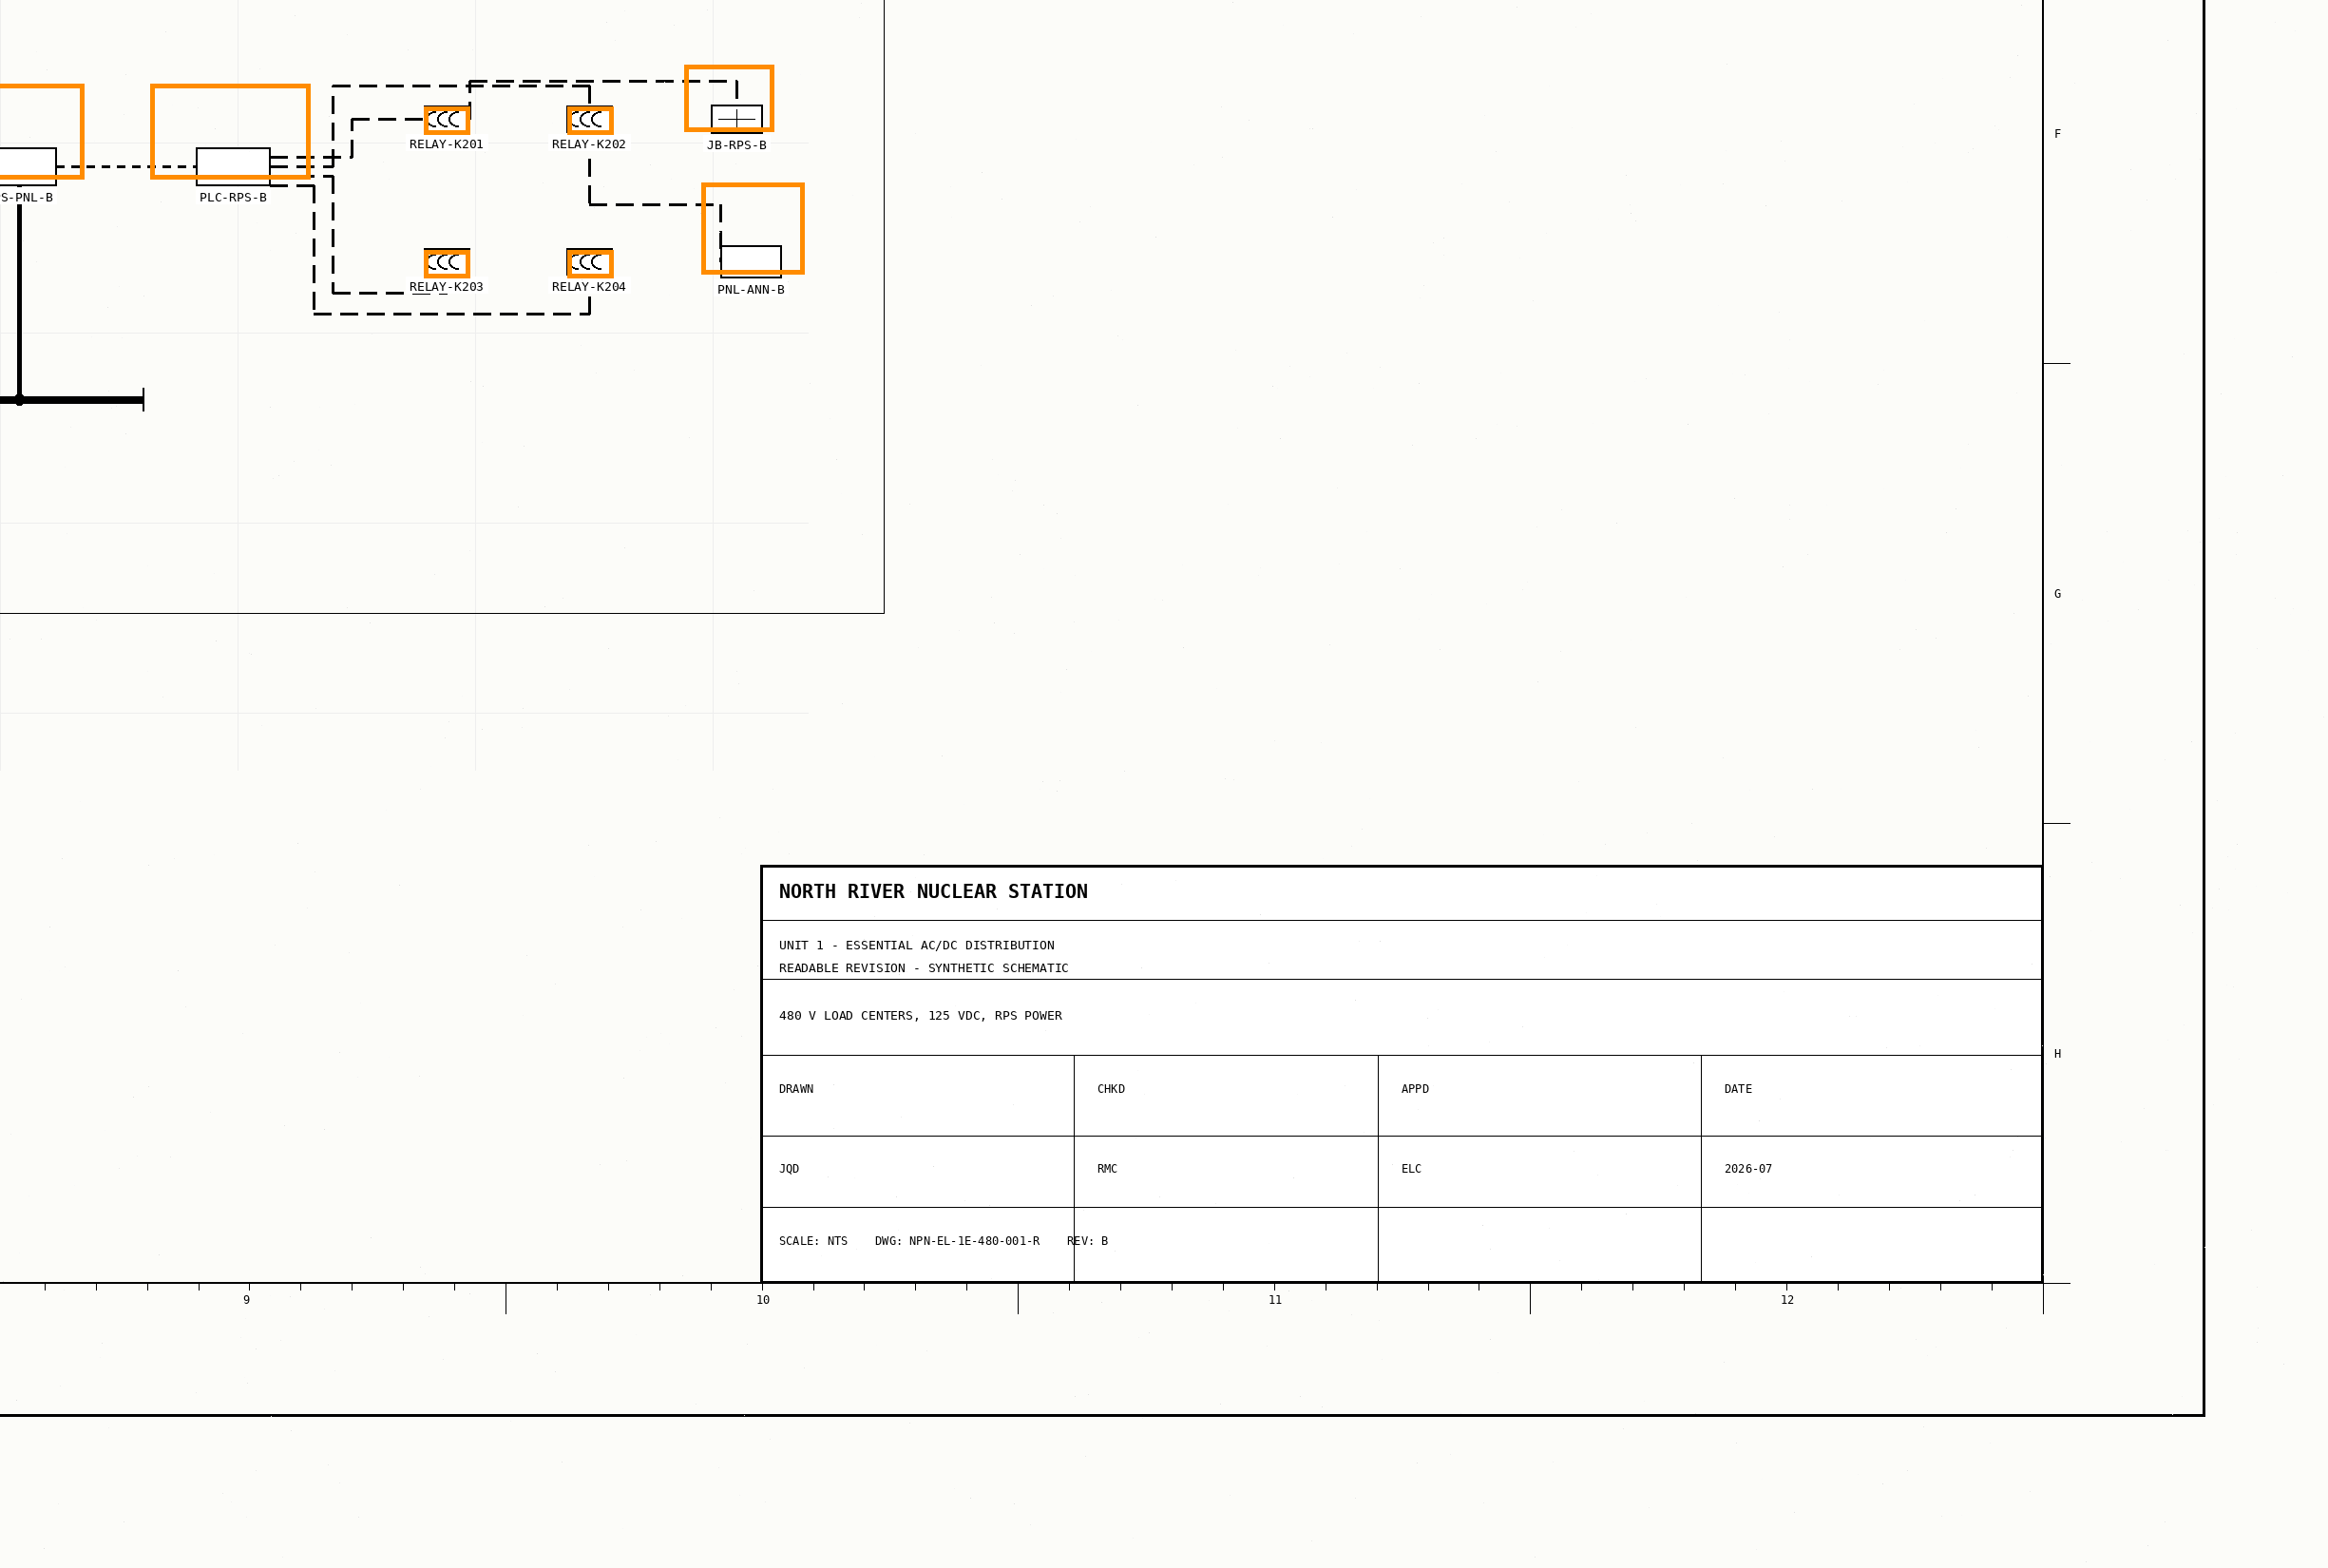 F
RELAY-K201
RELAY-K202
JB-RPS-B
S-PNL-B
PLC-RPS-B
RELAY-K203
RELAY-K204
PNL-ANN-B
G
NORTH RIVER NUCLEAR STATION
UNIT 1 - ESSENTIAL AC/DC DISTRIBUTION
READABLE REVISION - SYNTHETIC SCHEMATIC
480 V LOAD CENTERS, 125 VDC, RPS POWER
H
DRAWN CHKD APPD DATE
JQD RMC ELC 2026-07
SCALE: NTS DWG: NPN-EL-1E-480-001-R REV: B
9 10 11 12